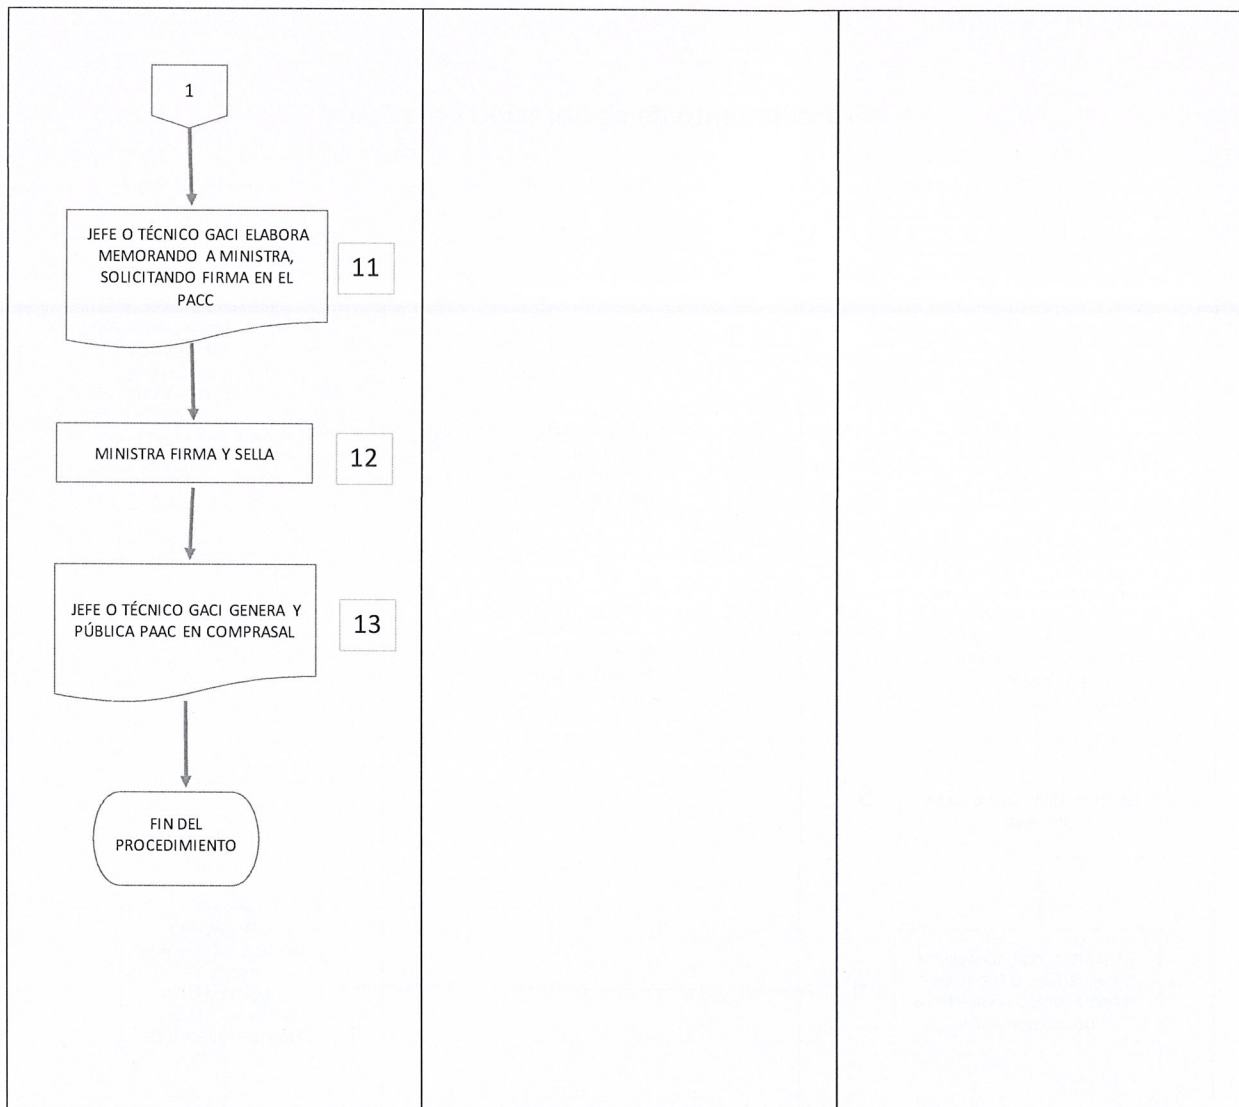 1
JEFE O TÉCNICO GACI ELABORA
MEMORANDO A MINISTRA,
SOLICITANDO FIRMA EN EL
PACC
11
MINISTRA FIRMA Y SELLA
12
JEFE O TÉCNICO GACI GENERA Y
PÚBLICA PAAC EN COMPRASAL
13
FIN DEL
PROCEDIMIENTO